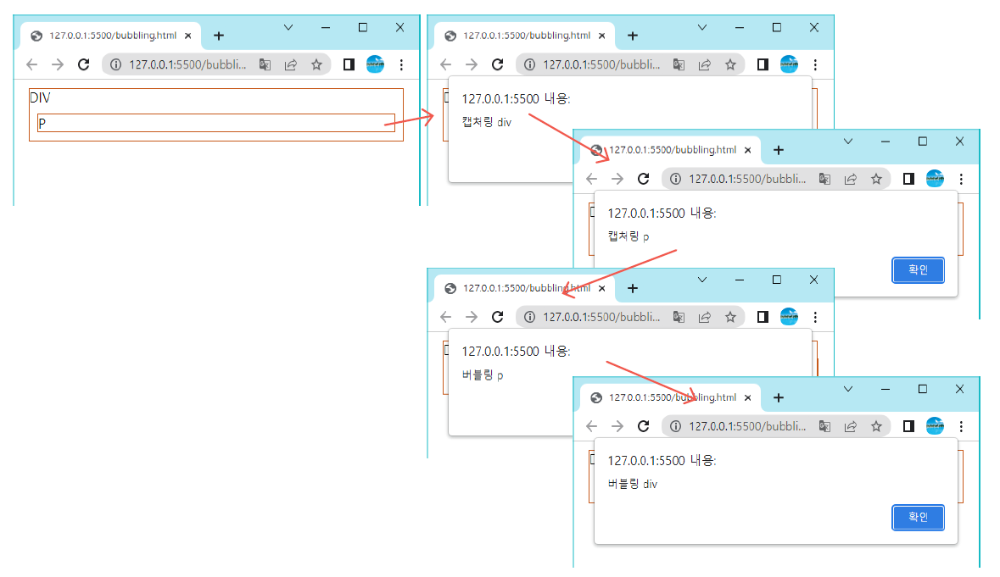 127.0.0.1:5500/bubbling.html
127.0.0.1:5500/bubbli...
DIV
P
127.0.0.1:5500/bubbling.html
127.0.0.1:5500/bubbli...
127.0.0.1:5500 내용:
캡처링 div
127.0.0.1:5500/bubbling.html
127.0.0.1:5500/bubbli...
127.0.0.1:5500 내용:
캡처링 p
확인
127.0.0.1:5500/bubbling.html
127.0.0.1:5500/bubbli...
127.0.0.1:5500 내용:
버블링 p
127.0.0.1:5500/bubbling.html
127.0.0.1:5500/bubbli...
127.0.0.1:5500 내용:
버블링 div
확인